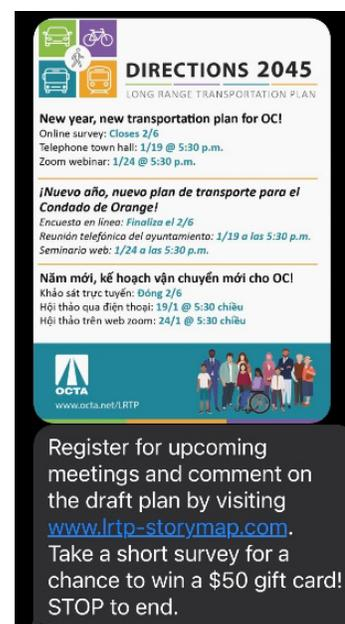 DIRECTIONS 2045
LONG RANGE TRANSPORTATION PLAN
New year, new transportation plan for OC!
Online survey: Closes 2/6
Telephone town hall: 1/19 @ 5:30 p.m.
Zoom webinar: 1/24 @ 5:30 p.m.
¡Nuevo año, nuevo plan de transporte para el
Condado de Orange!
Encuesta en línea: Finaliza el 2/6
Reunión telefónica del ayuntamiento: 1/19 a las 5:30 p.m.
Seminario web: 1/24 a las 5:30 p.m.
Năm mới, kế hoạch vận chuyển mới cho OC!
Khảo sát trực tuyến: Đóng 2/6
Hội thảo qua điện thoại: 19/1 @ 5:30 chiều
Hội thảo trên web zoom: 24/1 @ 5:30 chiều
OCTA
www.octa.net/LRTP
Register for upcoming
meetings and comment on
the draft plan by visiting
www.lrtp-storymap.com.
Take a short survey for a
chance to win a $50 gift card!
STOP to end.